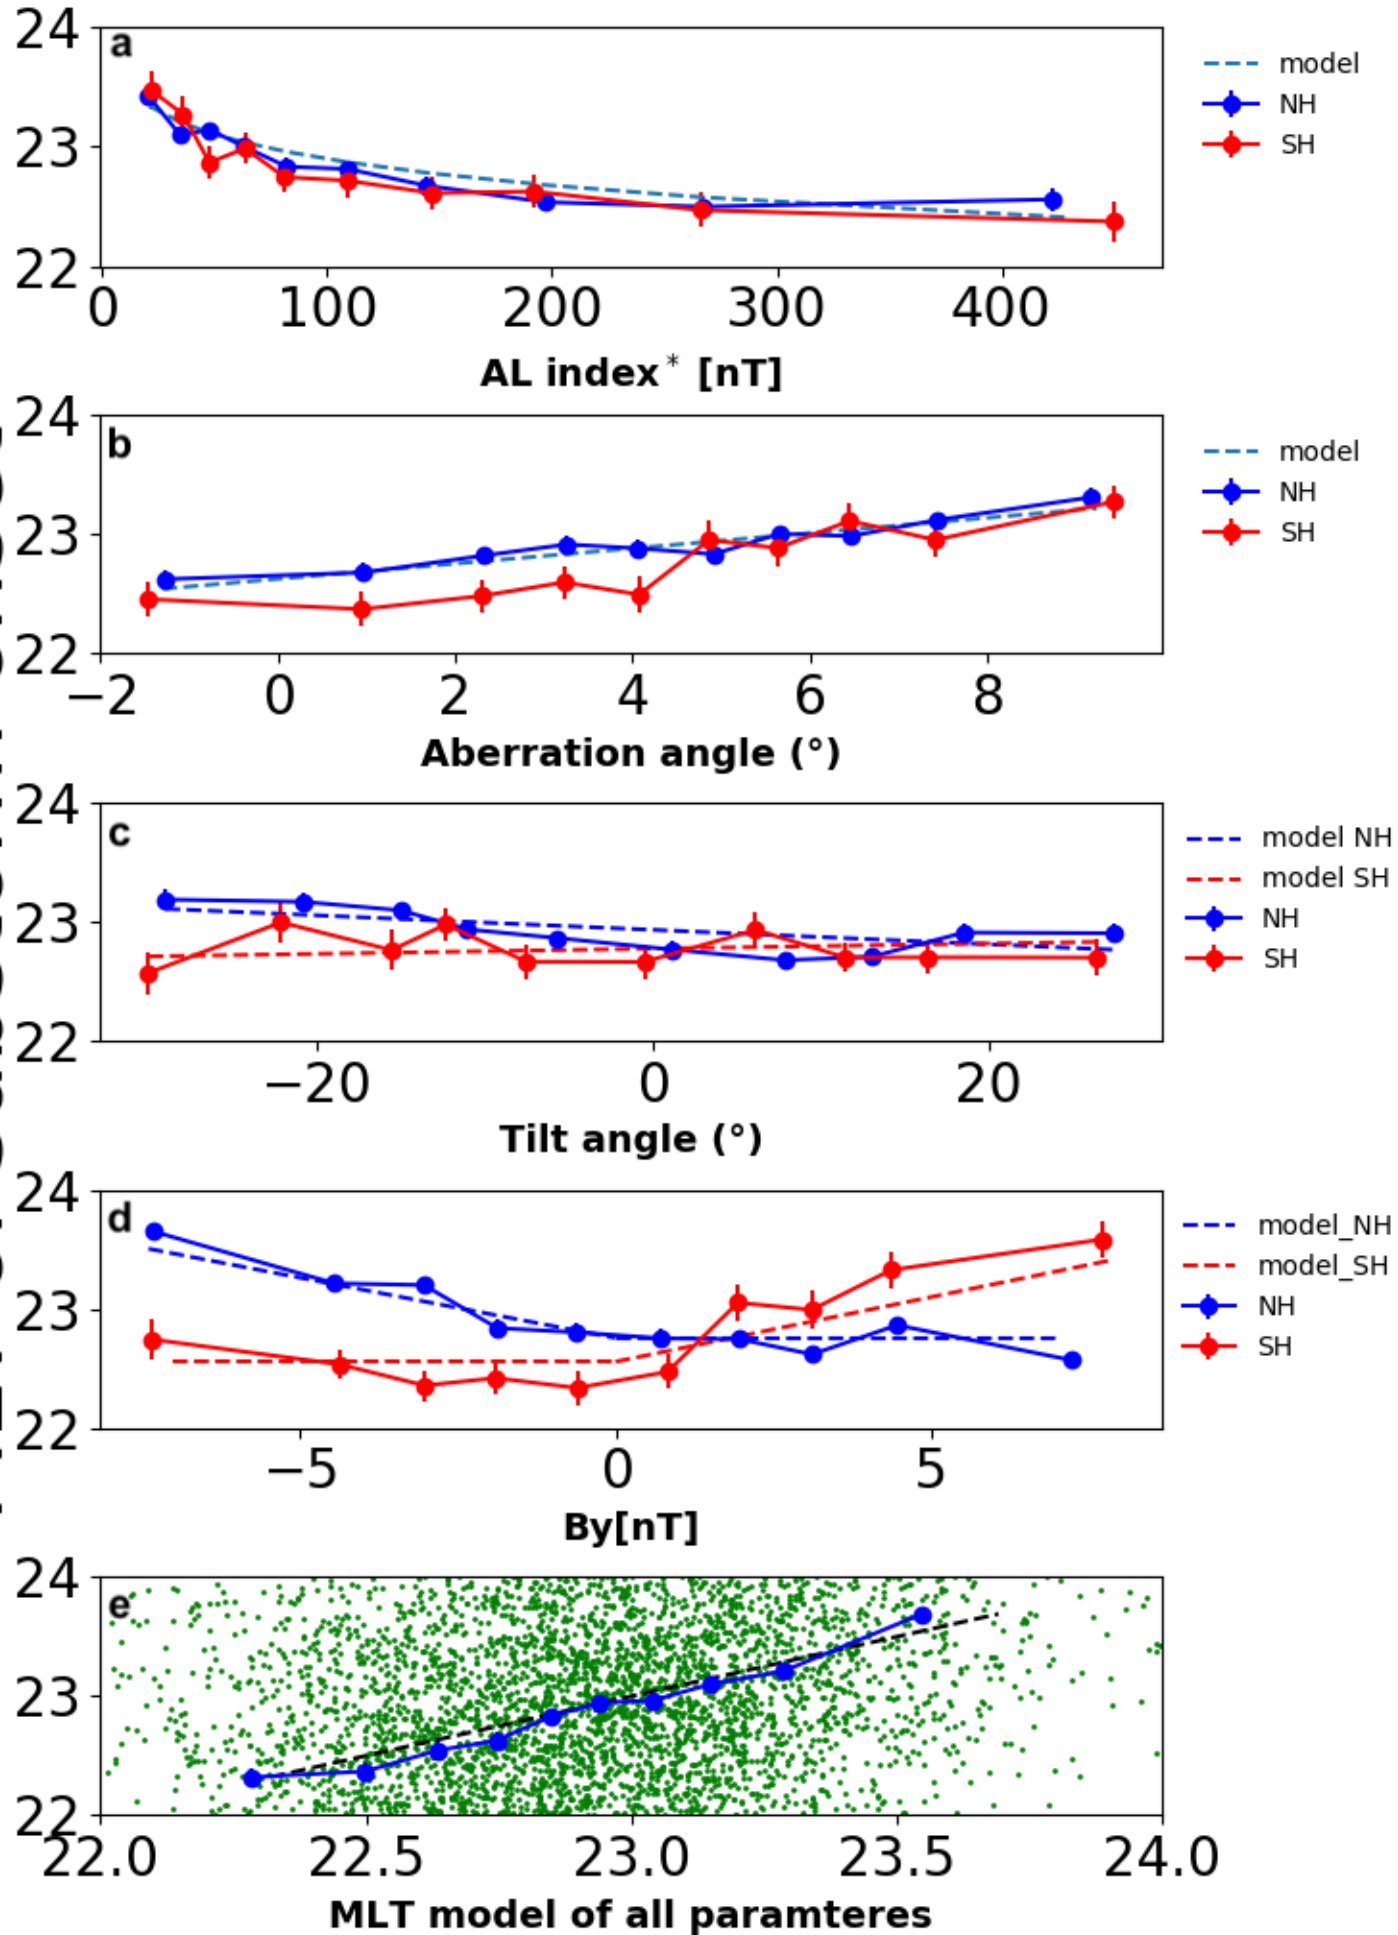 24
a
23
22
0
100
200
300
400
AL index* [nT]
model
NH
SH
24
b
23
22
−2
0
2
4
6
8
Aberration angle (°)
model
NH
SH
24
c
23
22
−20
0
20
Tilt angle (°)
model NH
model SH
NH
SH
24
d
23
22
−5
0
5
By[nT]
model_NH
model_SH
NH
SH
24
e
23
22
22.0
22.5
23.0
23.5
24.0
MLT model of all paramteres